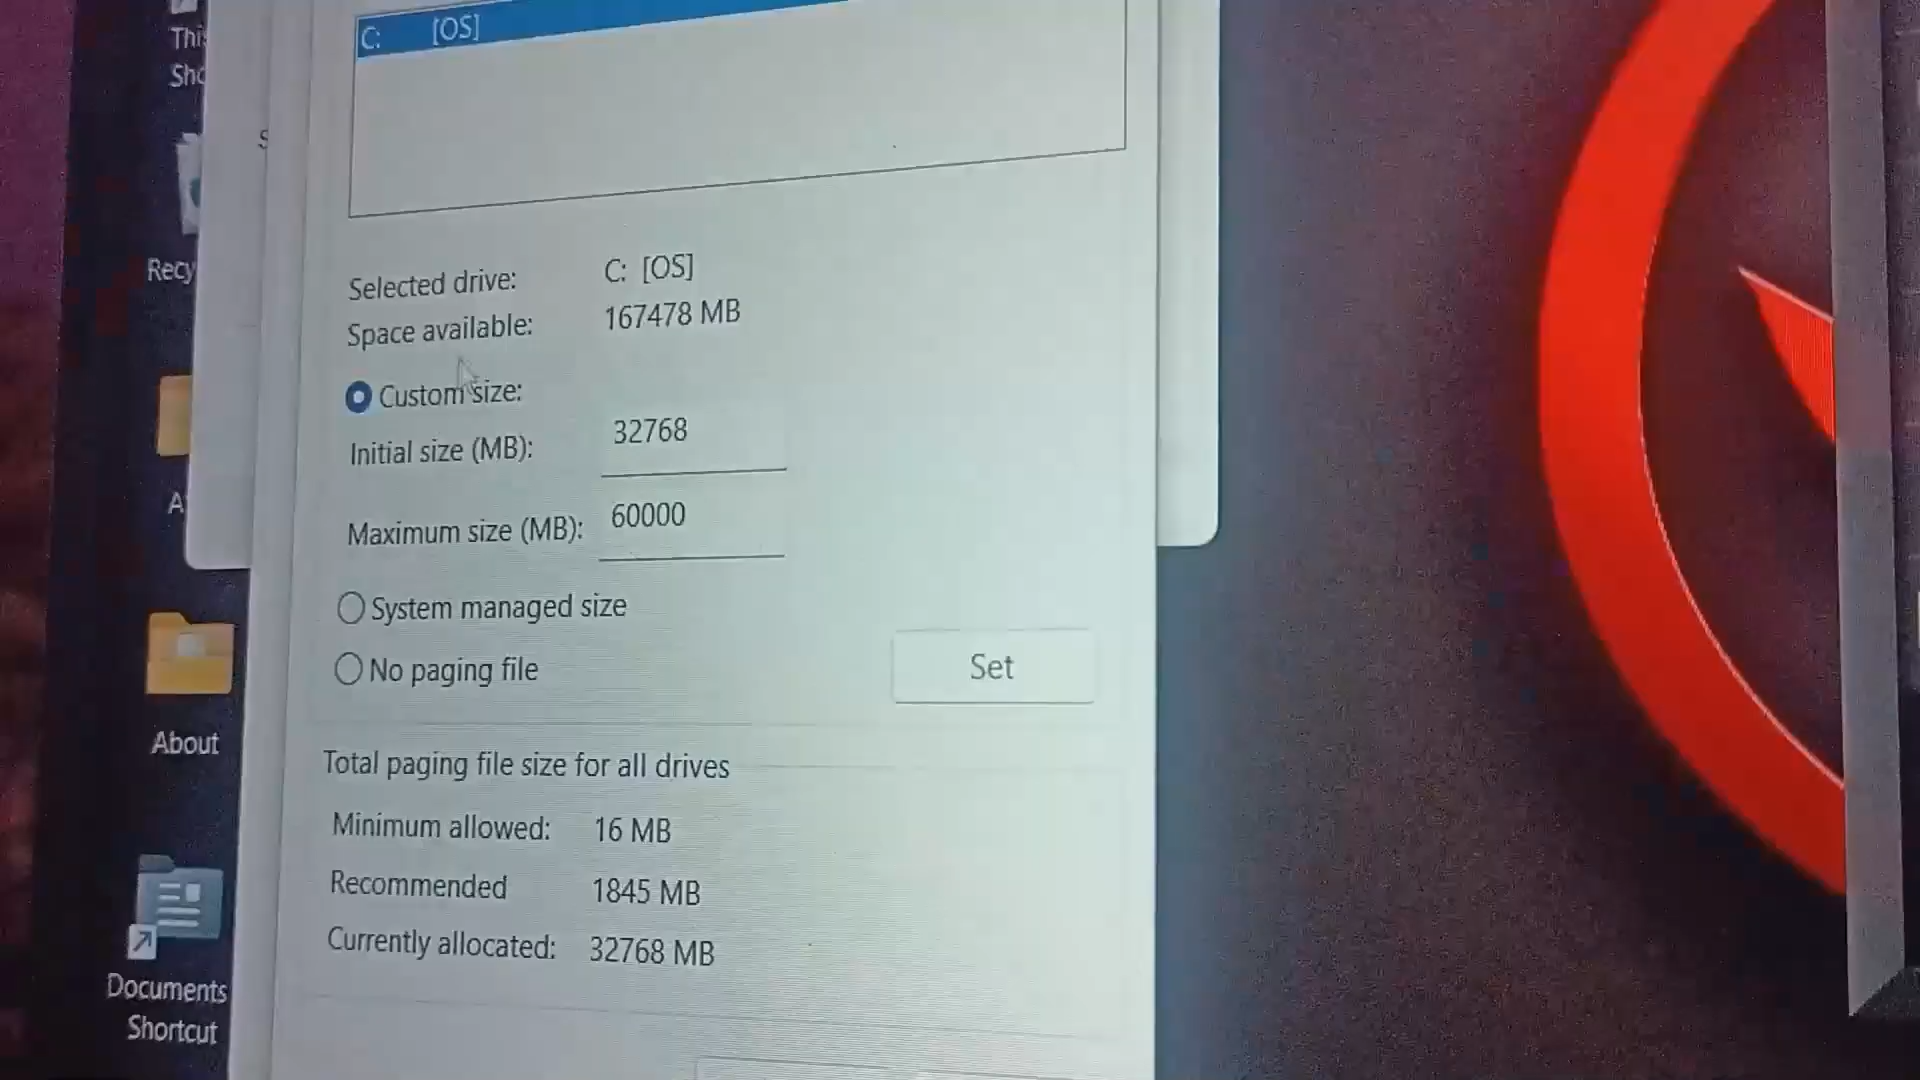 C: [OS]
Selected drive: C: [OS]
Space available: 167478 MB
Custom size:
Initial size (MB): 32768
Maximum size (MB): 60000
System managed size
No paging file
Set
Total paging file size for all drives
Minimum allowed: 16 MB
Recommended 1845 MB
Currently allocated: 32768 MB
About
Documents
Shortcut